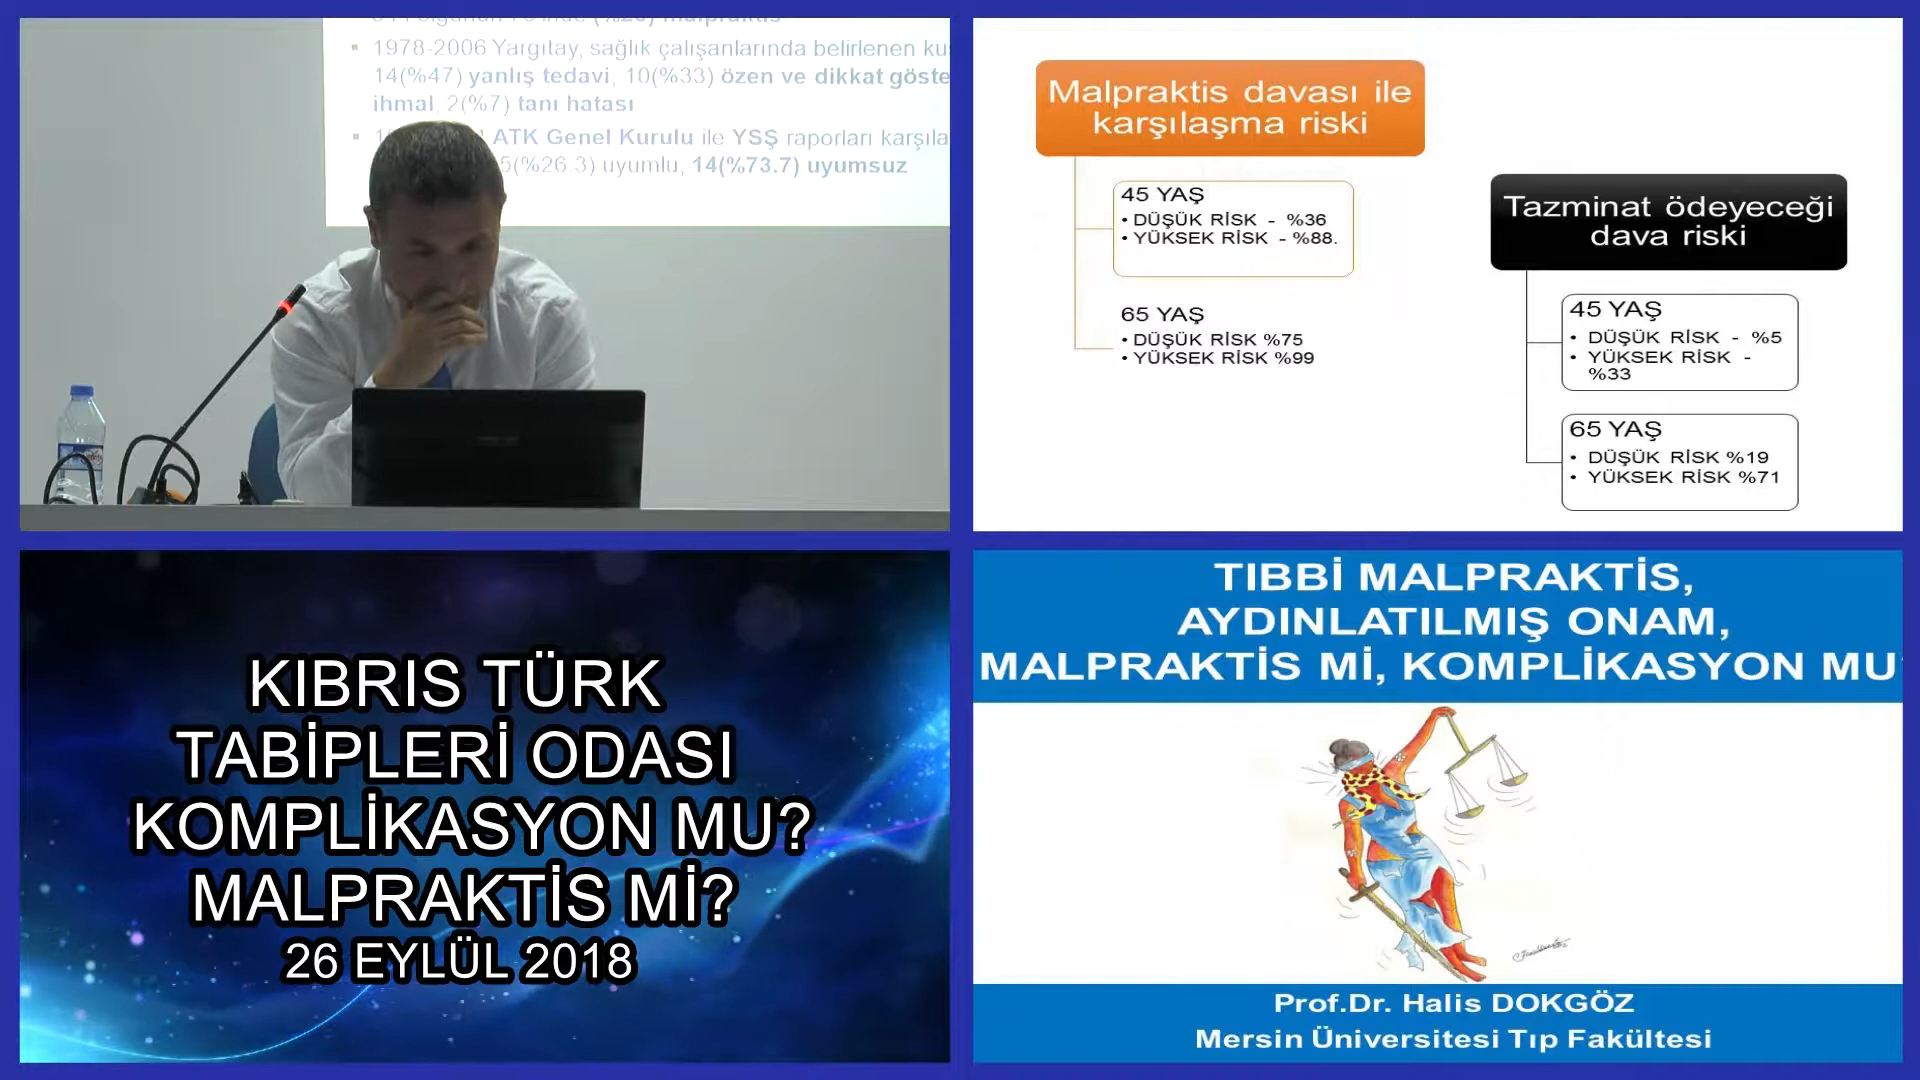 1978-2006 Yargıtay, sağlık çalışanlarında belirlenen
14(%47) yanlış tedavi, 10(%33) özen ve dikkat
ihmal, 2(%7) tanı hatası
ATK Genel Kurulu ile YSŞ raporları
5(%26.3) uyumlu, 14(%73.7) uyumsuz
Malpraktis davası ile
karşılaşma riski
45 YAŞ
• DÜŞÜK RİSK - %36
• YÜKSEK RİSK - %88.
65 YAŞ
• DÜŞÜK RİSK %75
• YÜKSEK RİSK %99
Tazminat ödeyeceği
dava riski
45 YAŞ
• DÜŞÜK RİSK - %5
• YÜKSEK RİSK -
%33
65 YAŞ
• DÜŞÜK RİSK %19
• YÜKSEK RİSK %71
KIBRIS TÜRK
TABİPLERİ ODASI
KOMPLİKASYON MU?
MALPRAKTİS Mİ?
26 EYLÜL 2018
TIBBİ MALPRAKTİS,
AYDINLATILMIŞ ONAM,
MALPRAKTİS Mİ, KOMPLİKASYON MU
Prof.Dr. Halis DOKGÖZ
Mersin Üniversitesi Tıp Fakültesi